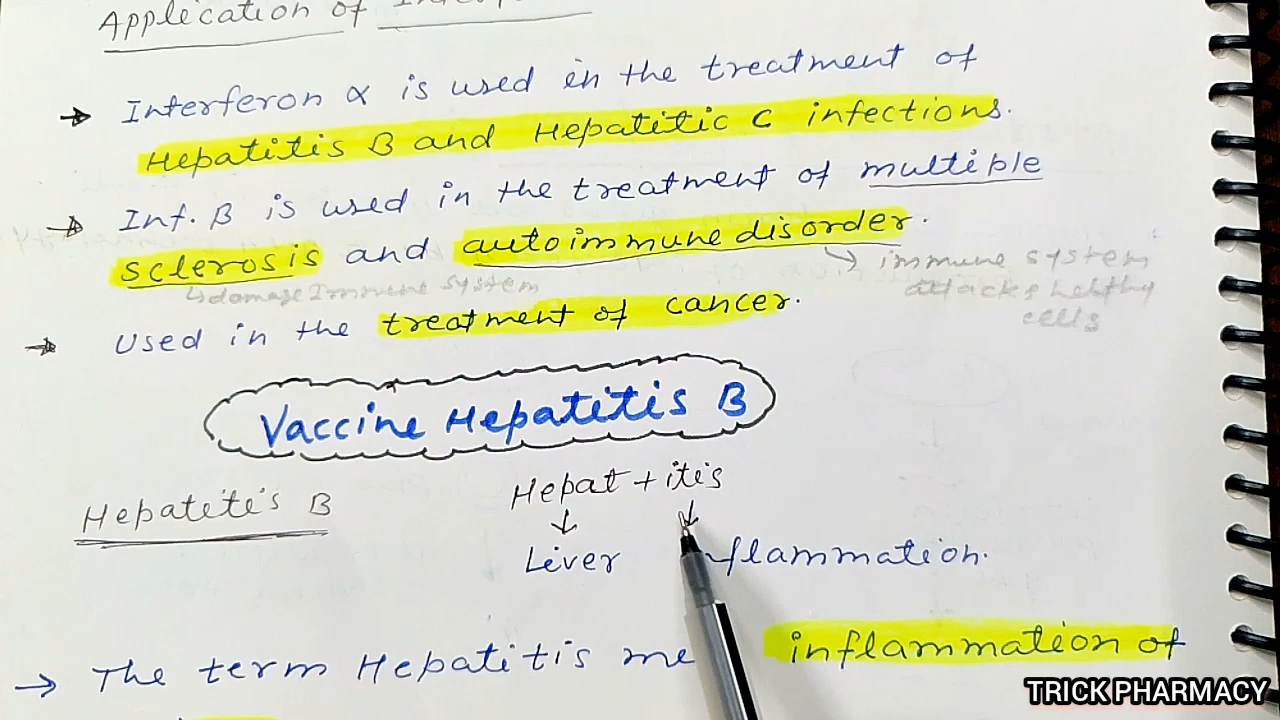 Application of
→ Interferon α is used in the treatment of
Hepatitis B and Hepatitic C infections.
→ Inf. β is used in the treatment of multiple
sclerosis and autoimmune disorder.
↳ damage Immune system
↳ immune system
attacks helthy
cells
→ Used in the treatment of cancer.
Vaccine Hepatitis B
Hepatitis B
Hepat + itis
↓ ↓
Liver nflammation.
→ The term Hepatitis me inflammation of
TRICK PHARMACY